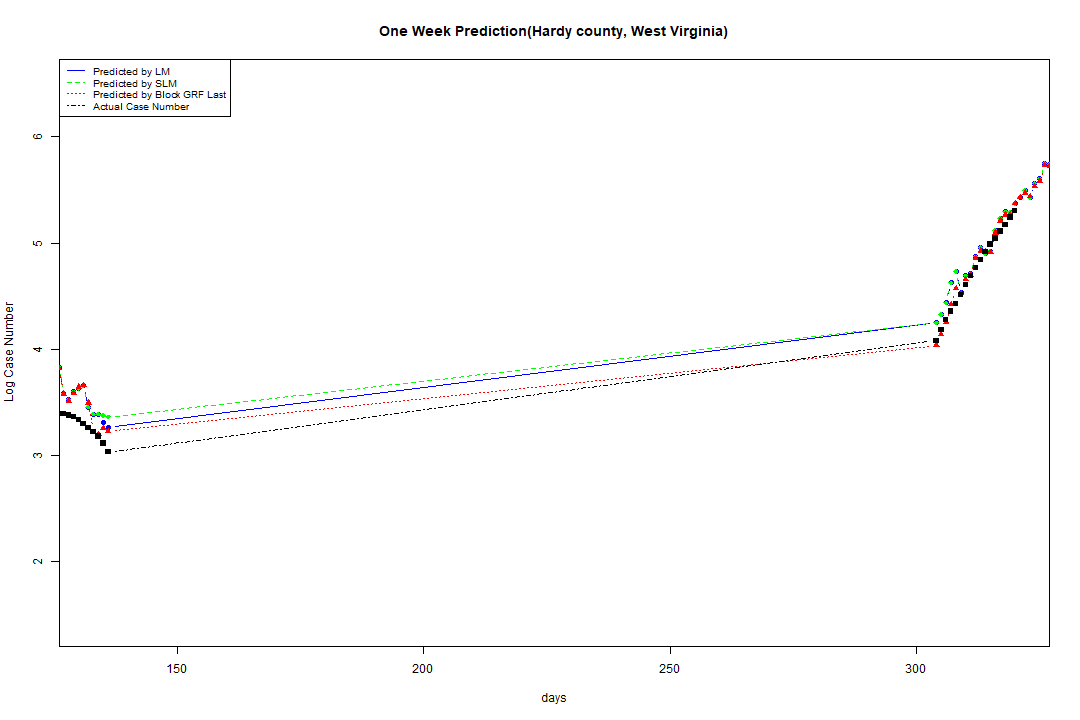 One Week Prediction(Hardy county, West Virginia)
Predicted by LM
Predicted by SLM
Predicted by Block GRF Last
Actual Case Number
6
5
4
3
2
Log Case Number
150
200
250
300
days